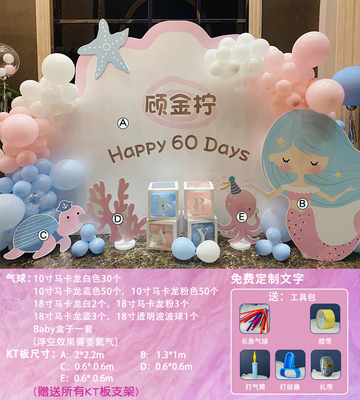 顾金柠
A
Happy 60 Days
B
A B
B Y
C
D
E
气球: 10寸马卡龙白色30个
10寸马卡龙蓝色50个, 10寸马卡龙粉色50个
18寸马卡龙白2个, 18寸马卡龙粉3个
18寸马卡龙蓝3个, 18寸透明波波球1个
Baby盒子一套
(浮空效果需要氦气)
KT板尺寸: A: 2*2.2m B: 1.3*1m
C: 0.6*0.6m D: 0.6*0.6m
E: 0.6* 0.6m
(赠送所有KT板支架)
免费定制文字
送: 工具包
长条气球 胶带
打气筒 打结器 扎带